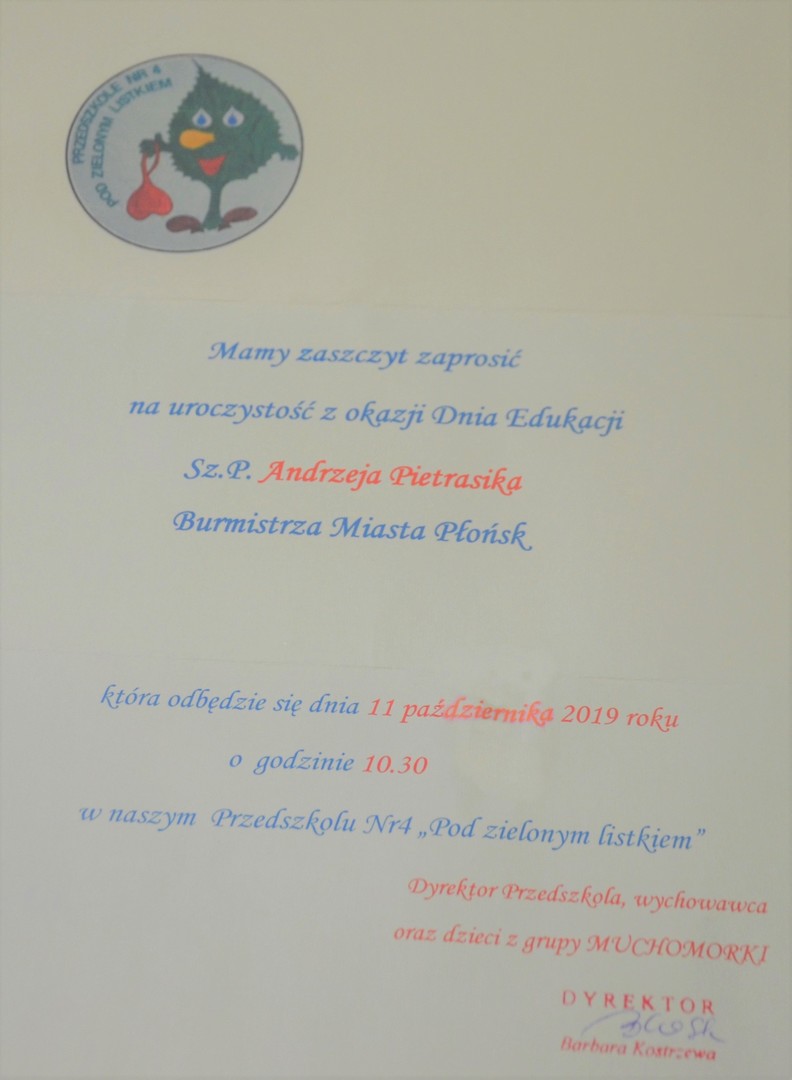 PRZEDSZKOLE NR 4
POD ZIELONYM LISTKIEM
Mamy zaszczyt zaprosić
na uroczystość z okazji Dnia Edukacji
Sz.P. Andrzeja Pietrasika
Burmistrza Miasta Płońsk
która odbędzie się dnia 11 października 2019 roku
o godzinie 10.30
w naszym Przedszkolu Nr4 „Pod zielonym listkiem”
Dyrektor Przedszkola, wychowawca
oraz dzieci z grupy MUCHOMORKI
DYREKTOR
Barbara Kostrzewa